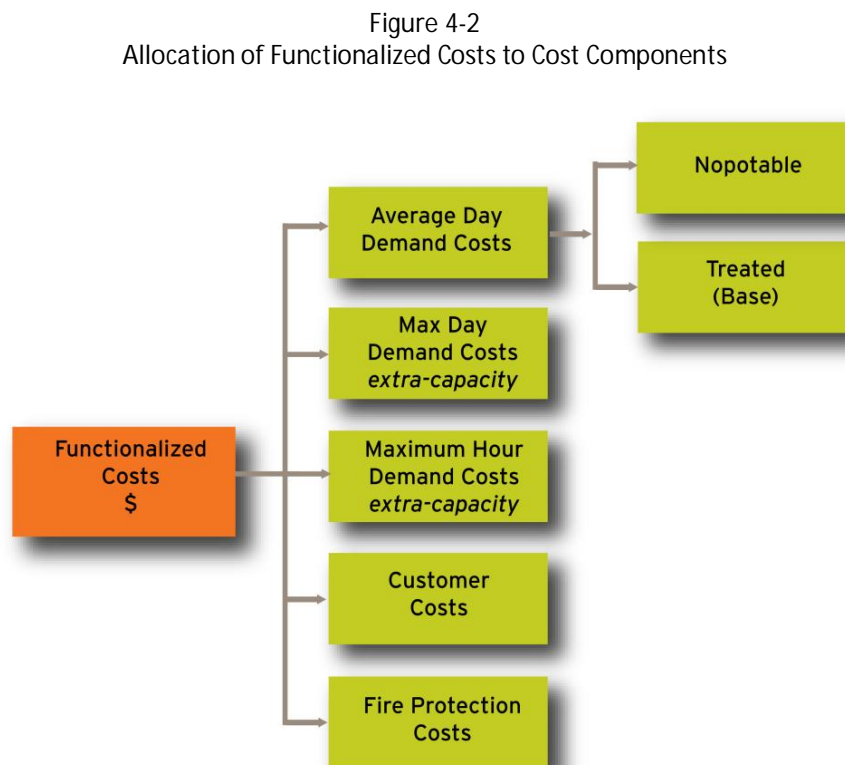 Figure 4-2
Allocation of Functionalized Costs to Cost Components
Nopotable
Average Day
Demand Costs
Treated
(Base)
Max Day
Demand Costs
extra-capacity
Functionalized
Costs
$
Maximum Hour
Demand Costs
extra-capacity
Customer
Costs
Fire Protection
Costs